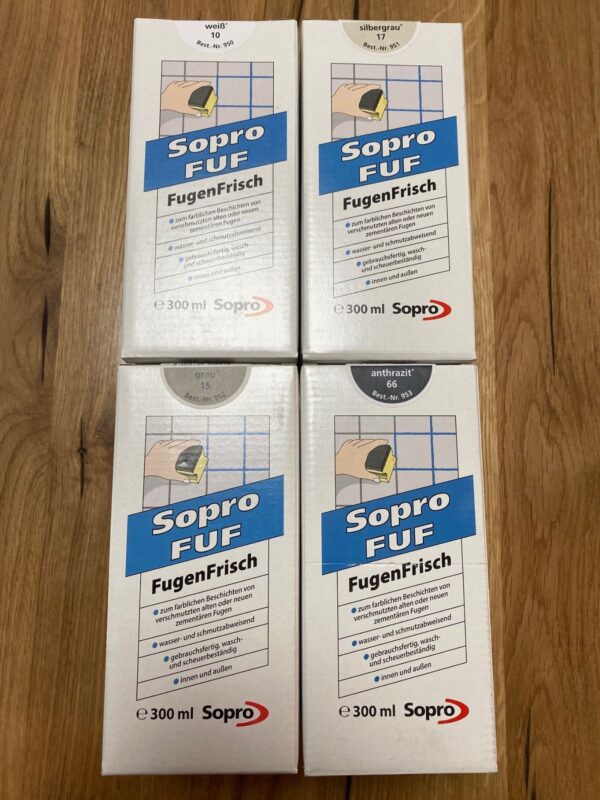 weiß*
10
Best.-Nr. 950
Sopro
FUF
FugenFrisch
zum farblichen Beschichten von
verschmutzten alten oder neuen
zementären Fugen
wasser- und schmutzabweisend
gebrauchsfertig, wasch-
und scheuerbeständig
innen und außen
℮ 300 ml Sopro
silbergrau*
17
Best.-Nr. 951
Sopro
FUF
FugenFrisch
zum farblichen Beschichten von
verschmutzten alten oder neuen
zementären Fugen
wasser- und schmutzabweisend
gebrauchsfertig, wasch-
und scheuerbeständig
innen und außen
℮ 300 ml Sopro
grau*
15
Best.-Nr. 952
Sopro
FUF
FugenFrisch
zum farblichen Beschichten von
verschmutzten alten oder neuen
zementären Fugen
wasser- und schmutzabweisend
gebrauchsfertig, wasch-
und scheuerbeständig
innen und außen
℮ 300 ml Sopro
anthrazit*
66
Best.-Nr. 953
Sopro
FUF
FugenFrisch
zum farblichen Beschichten von
verschmutzten alten oder neuen
zementären Fugen
wasser- und schmutzabweisend
gebrauchsfertig, wasch-
und scheuerbeständig
innen und außen
℮ 300 ml Sopro